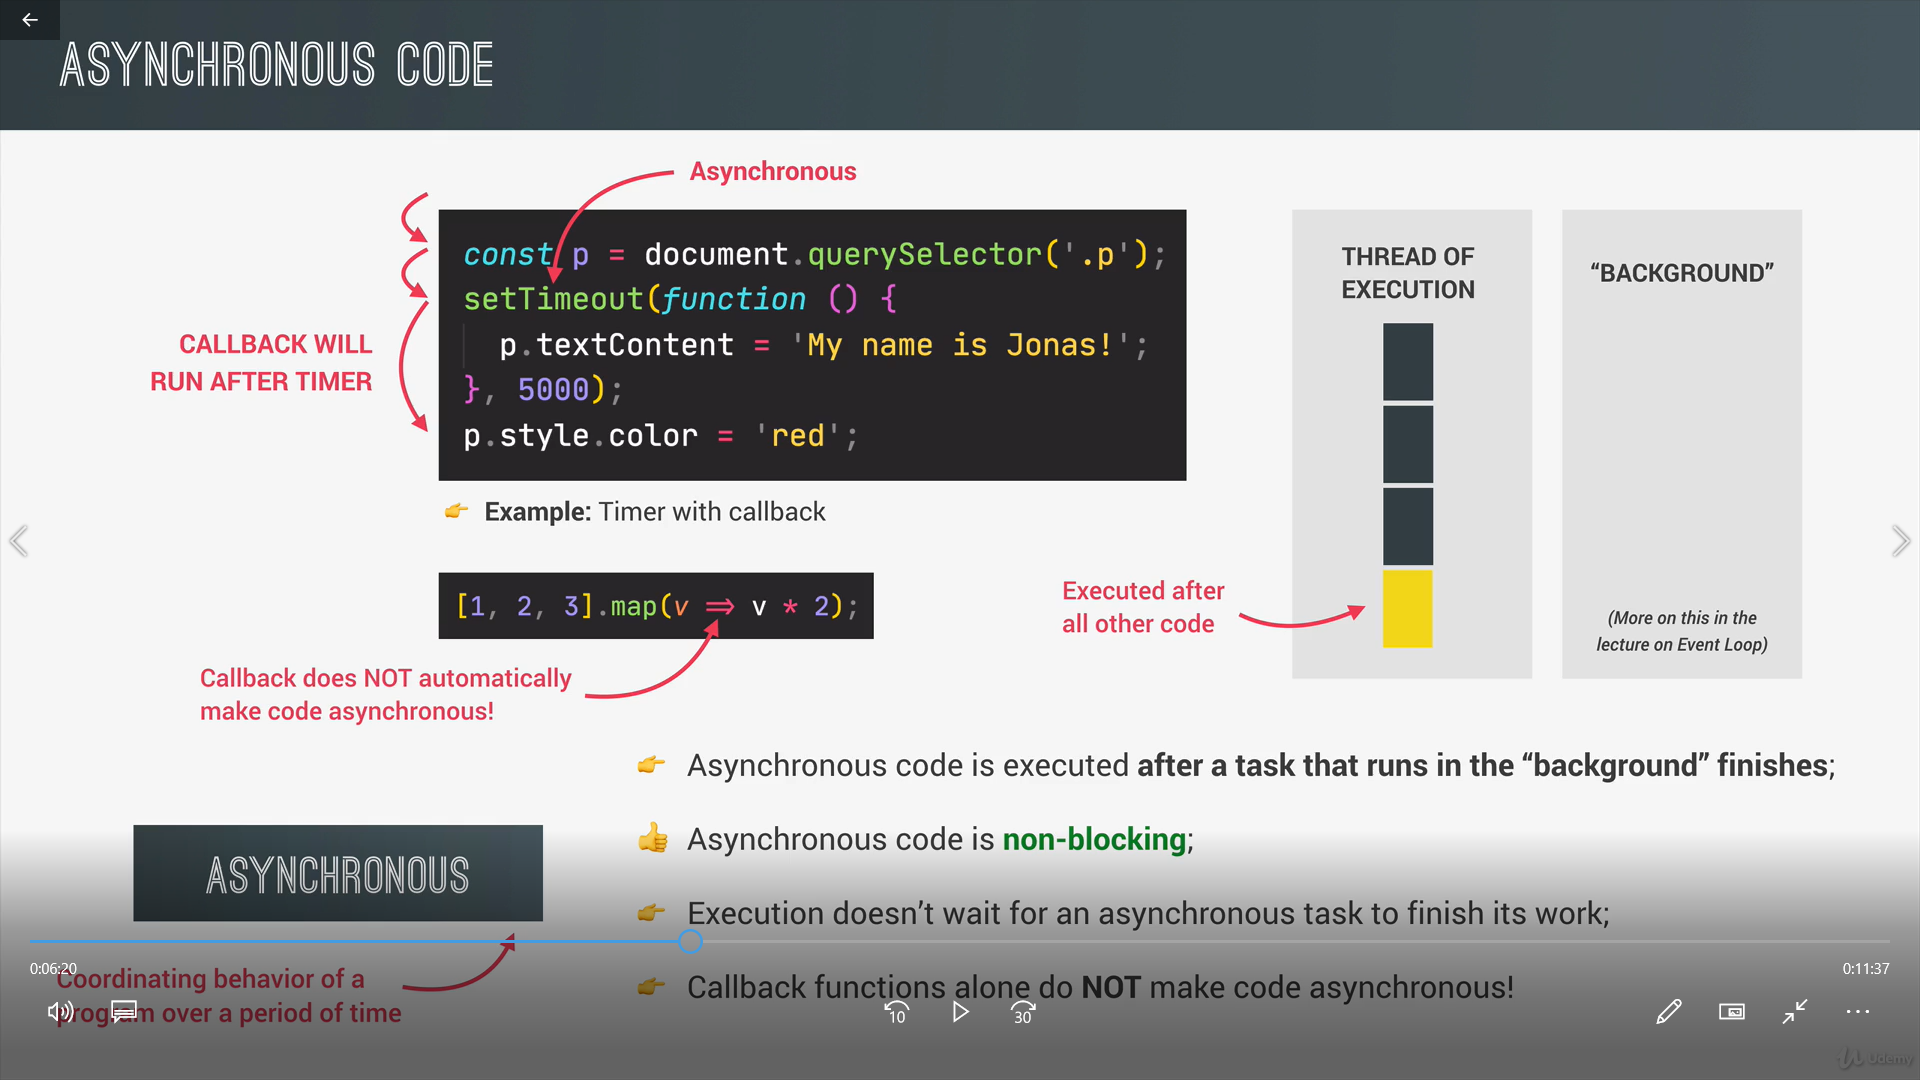 ASYNCHRONOUS CODE
Asynchronous
const p = document.querySelector('.p');
setTimeout(function () {
p.textContent = 'My name is Jonas!';
}, 5000);
p.style.color = 'red';
CALLBACK WILL
RUN AFTER TIMER
👉 Example: Timer with callback
[1, 2, 3].map(v => v * 2);
Callback does NOT automatically
make code asynchronous!
THREAD OF
EXECUTION
Executed after
all other code
“BACKGROUND”
(More on this in the
lecture on Event Loop)
👉 Asynchronous code is executed after a task that runs in the “background” finishes;
👍 Asynchronous code is non-blocking;
👉 Execution doesn’t wait for an asynchronous task to finish its work;
👉 Callback functions alone do NOT make code asynchronous!
ASYNCHRONOUS
Coordinating behavior of a
program over a period of time
0:06:20
0:11:37
10
30
Udemy